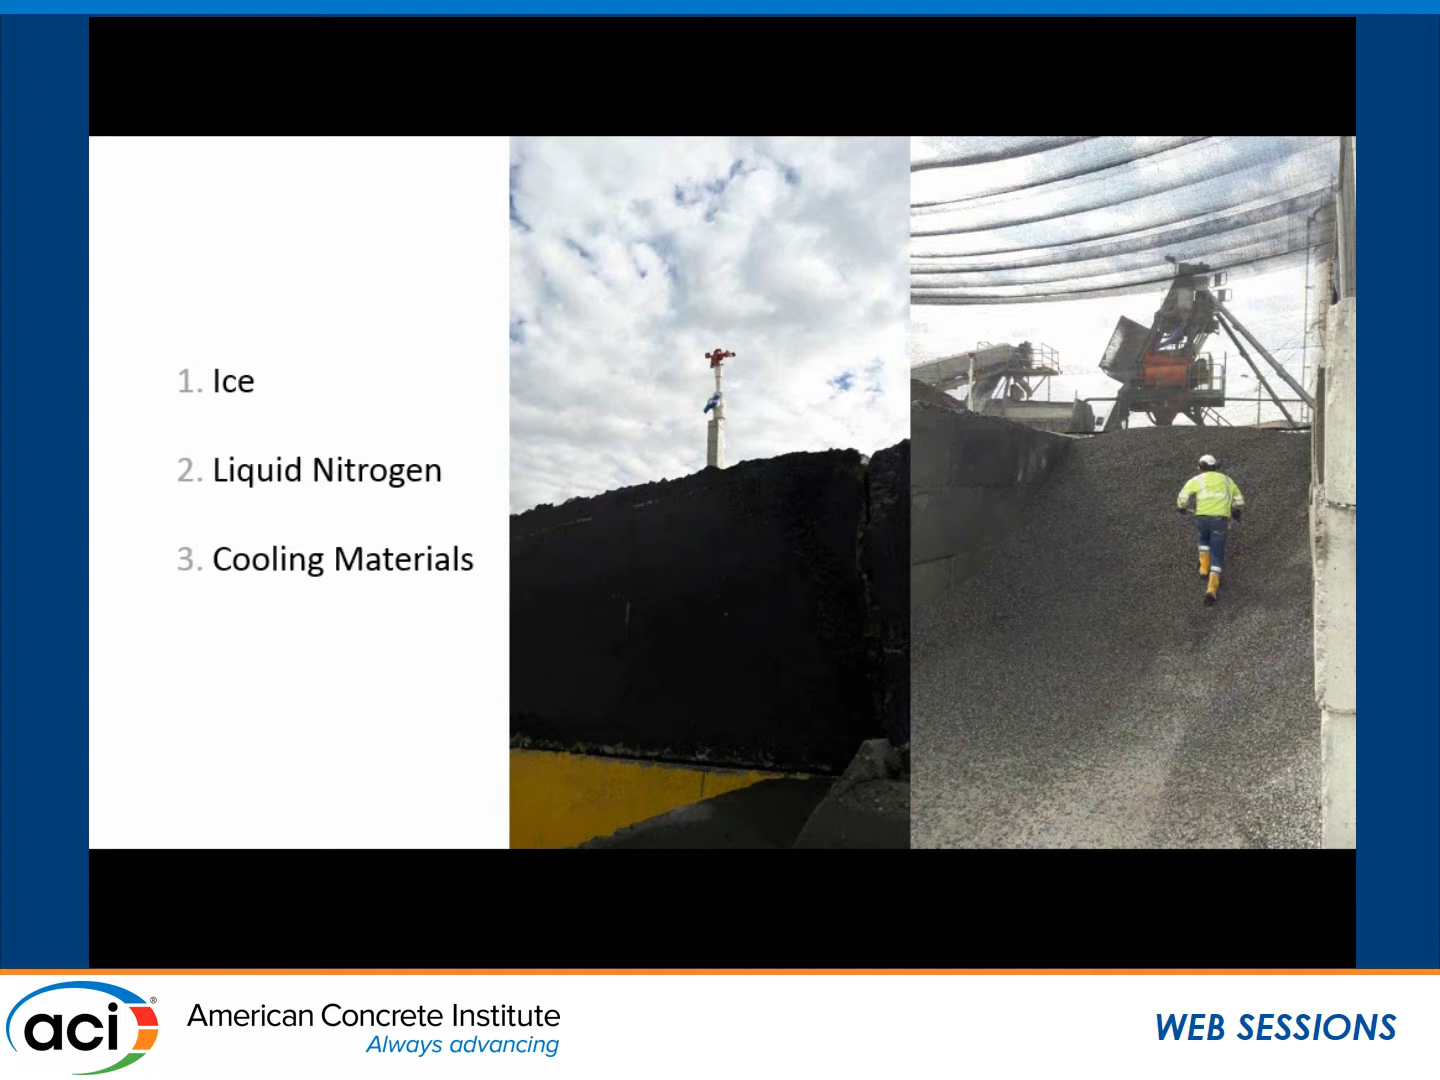 1. Ice
2. Liquid Nitrogen
3. Cooling Materials
aci®
American Concrete Institute
Always advancing
WEB SESSIONS